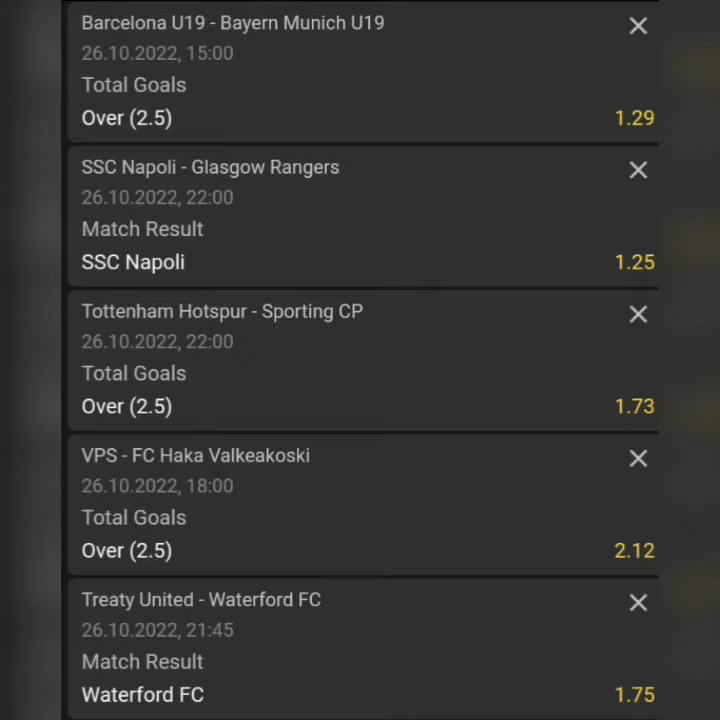 Barcelona U19 - Bayern Munich U19
26.10.2022, 15:00
Total Goals
Over (2.5) 1.29
SSC Napoli - Glasgow Rangers
26.10.2022, 22:00
Match Result
SSC Napoli 1.25
Tottenham Hotspur - Sporting CP
26.10.2022, 22:00
Total Goals
Over (2.5) 1.73
VPS - FC Haka Valkeakoski
26.10.2022, 18:00
Total Goals
Over (2.5) 2.12
Treaty United - Waterford FC
26.10.2022, 21:45
Match Result
Waterford FC 1.75